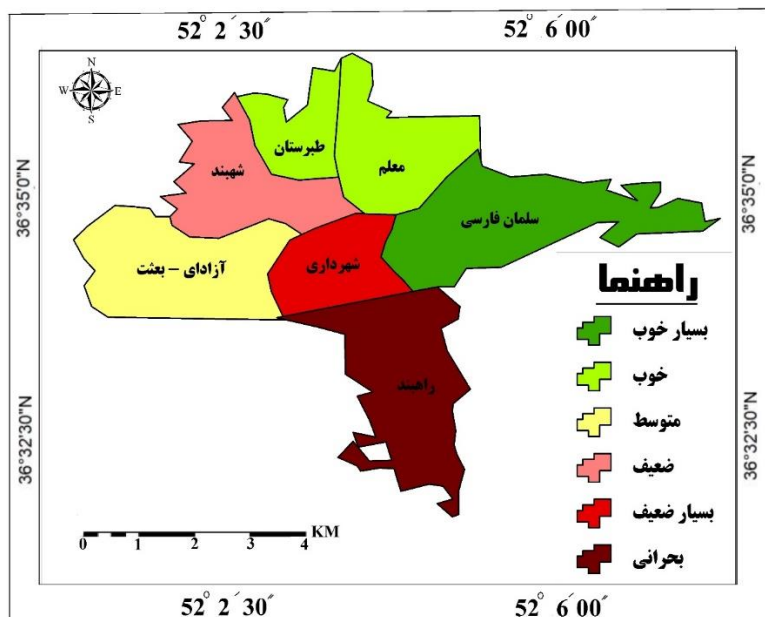 52° 2´ 30˝
52° 6´ 00˝
N
W E
S
36°35'0"N
36°35'0"N
طبرستان
معلم
شهبند
سلمان فارسی
آزادای – بعثت
شهرداری
راهبند
راهنما
بسیار خوب
خوب
متوسط
ضعیف
بسیار ضعیف
بحرانی
36°32'30"N
36°32'30"N
KM
0 1 2 3 4
52° 2´ 30˝
52° 6´ 00˝